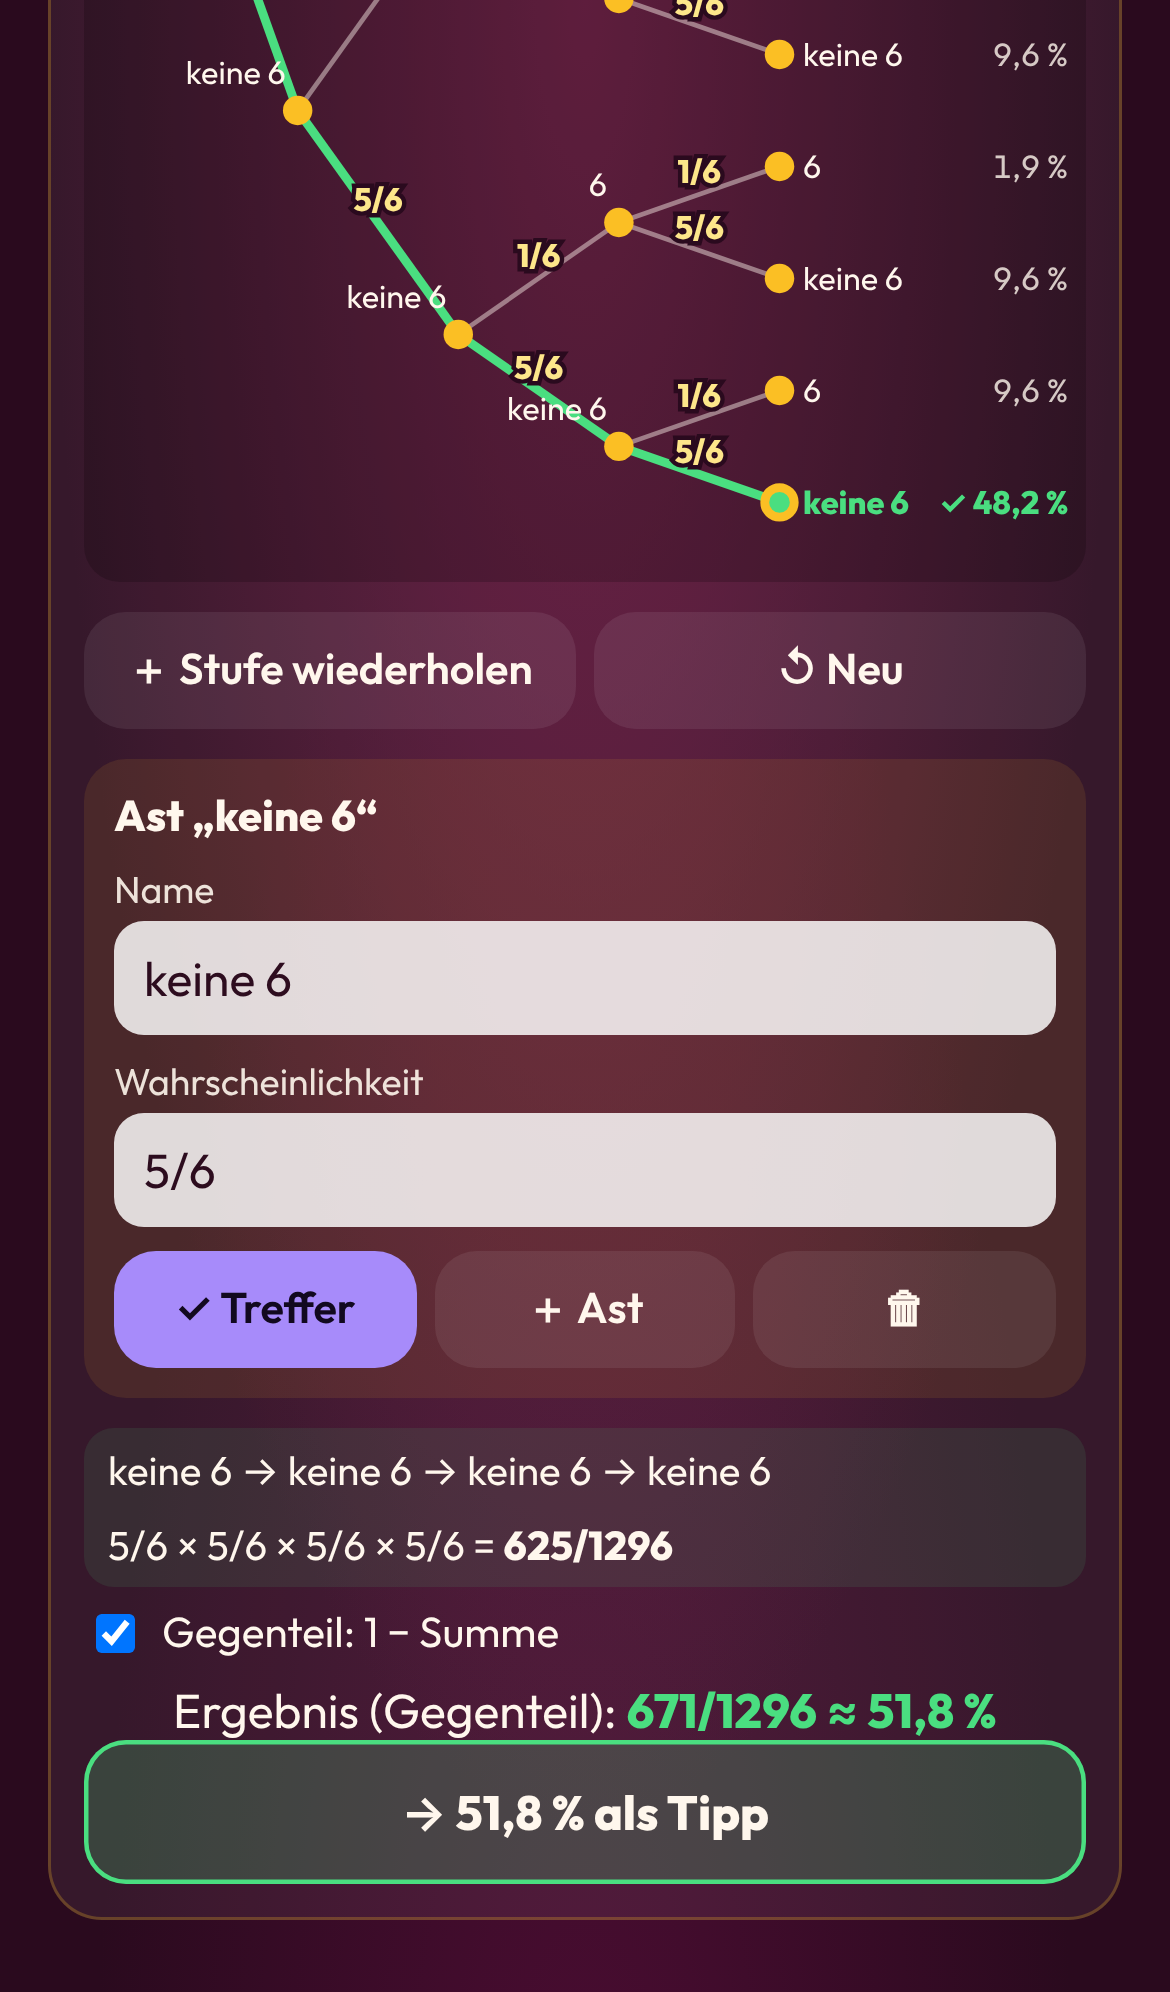 5/6
keine 6 9,6 %
keine 6
1/6 6 1,9 %
6
5/6
5/6
1/6
keine 6 9,6 %
keine 6
5/6
1/6 6 9,6 %
keine 6
5/6
keine 6 ✓ 48,2 %
+ Stufe wiederholen
↺ Neu
Ast „keine 6“
Name
keine 6
Wahrscheinlichkeit
5/6
✓ Treffer
+ Ast
keine 6 → keine 6 → keine 6 → keine 6
5/6 × 5/6 × 5/6 × 5/6 = 625/1296
Gegenteil: 1 − Summe
Ergebnis (Gegenteil): 671/1296 ≈ 51,8 %
→ 51,8 % als Tipp